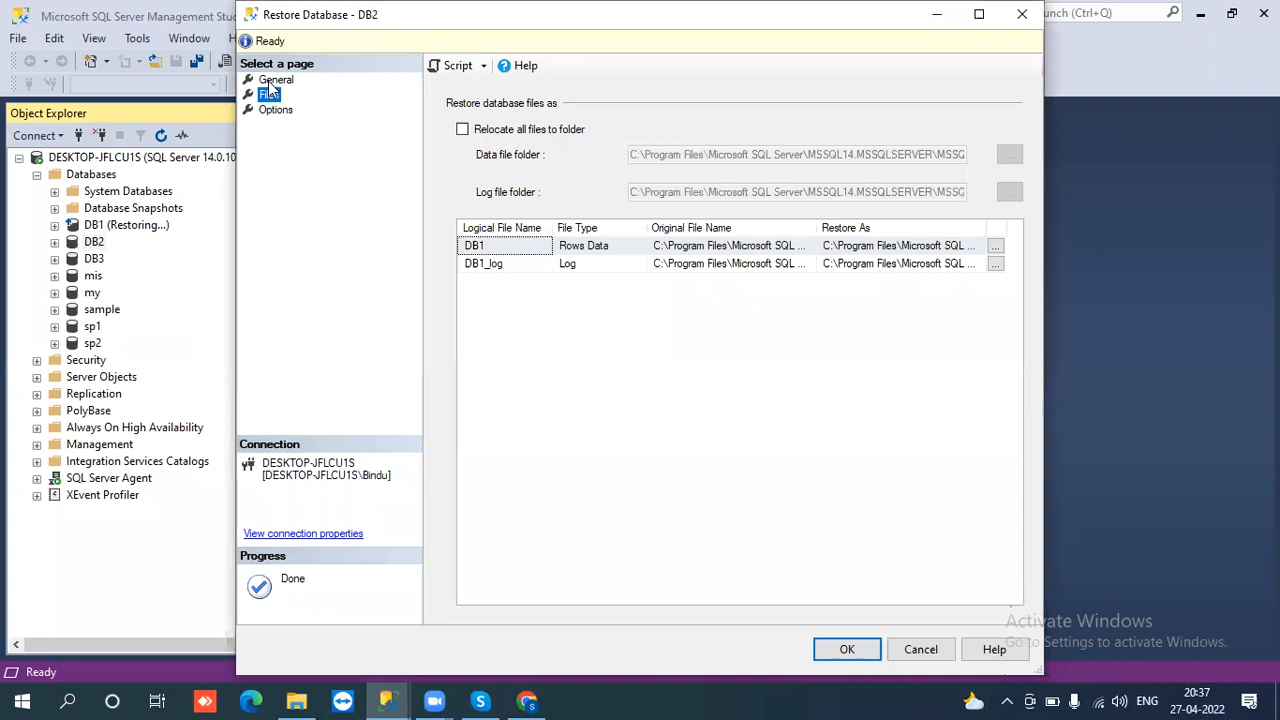 Microsoft SQL Server Management Stud
Restore Database - DB2
unch (Ctrl+Q)
Ready
File Edit View Tools Window H
Select a page
General
Options
Script
Help
Object Explorer
Connect
DESKTOP-JFLCU1S (SQL Server 14.0.10
Databases
System Databases
Database Snapshots
DB1 (Restoring...)
DB2
DB3
mis
my
sample
sp1
sp2
Security
Server Objects
Replication
PolyBase
Always On High Availability
Management
Integration Services Catalogs
SQL Server Agent
XEvent Profiler
Restore database files as
Relocate all files to folder
Data file folder :
C:\Program Files\Microsoft SQL Server\MSSQL14.MSSQLSERVER\MSSQ
...
Log file folder :
C:\Program Files\Microsoft SQL Server\MSSQL14.MSSQLSERVER\MSSQ
...
Logical File Name File Type Original File Name Restore As
DB1 Rows Data C:\Program Files\Microsoft SQL ... C:\Program Files\Microsoft SQL ... ...
DB1_log Log C:\Program Files\Microsoft SQL ... C:\Program Files\Microsoft SQL ... ...
Connection
DESKTOP-JFLCU1S
[DESKTOP-JFLCU1S\Bindu]
View connection properties
Progress
Done
Activate Windows
Go to Settings to activate Windows.
OK Cancel Help
Ready
ENG
20:37
27-04-2022